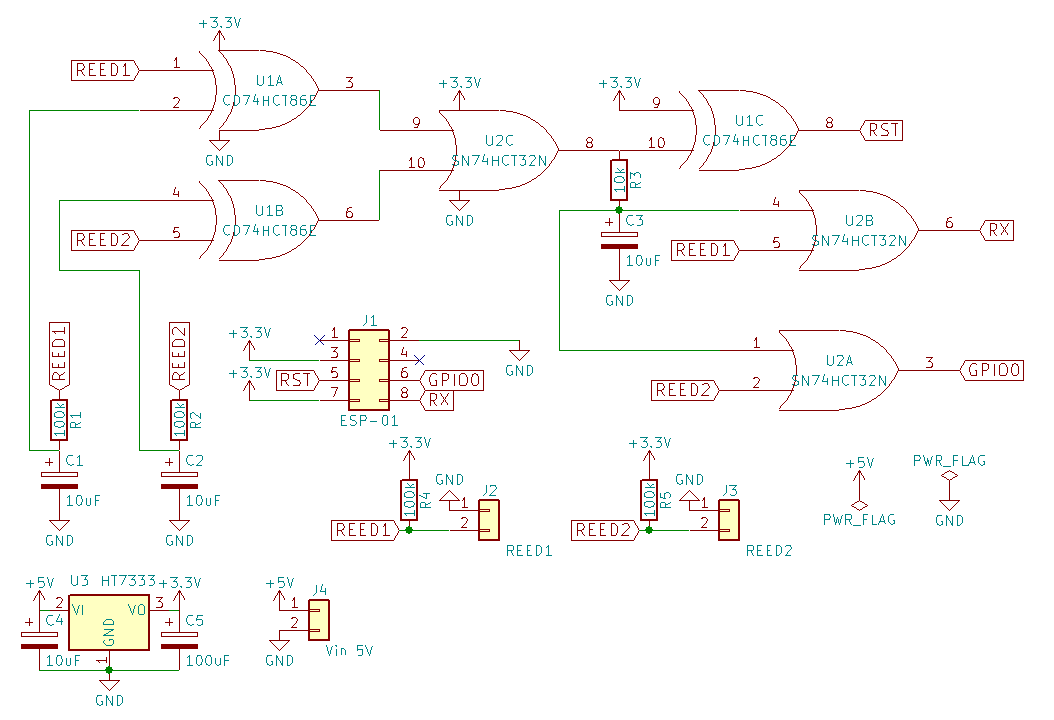 +3.3V
REED1
1
2
U1A
CD74HCT86E
3
GND
4
REED2
5
U1B
CD74HCT86E
6
+3.3V
9
10
U2C
SN74HCT32N
8
GND
+3.3V
9
10
U1C
CD74HCT86E
8
RST
10k
R3
C3
10uF
GND
4
REED1
5
U2B
SN74HCT32N
6
RX
1
REED2
2
U2A
SN74HCT32N
3
GPIO0
REED1
100k
R1
C1
10uF
GND
REED2
100k
R2
C2
10uF
GND
+3.3V
+3.3V
RST
J1
1
2
3
4
5
6
7
8
GPIO0
RX
ESP-01
GND
+3.3V
100k
R4
REED1
GND
J2
1
2
REED1
+3.3V
100k
R5
REED2
GND
J3
1
2
REED2
+5V
PWR_FLAG
PWR_FLAG
GND
+5V
U3
HT7333
+3.3V
2
VI
VO
3
GND
1
C4
10uF
C5
100uF
GND
+5V
J4
1
2
GND
Vin 5V